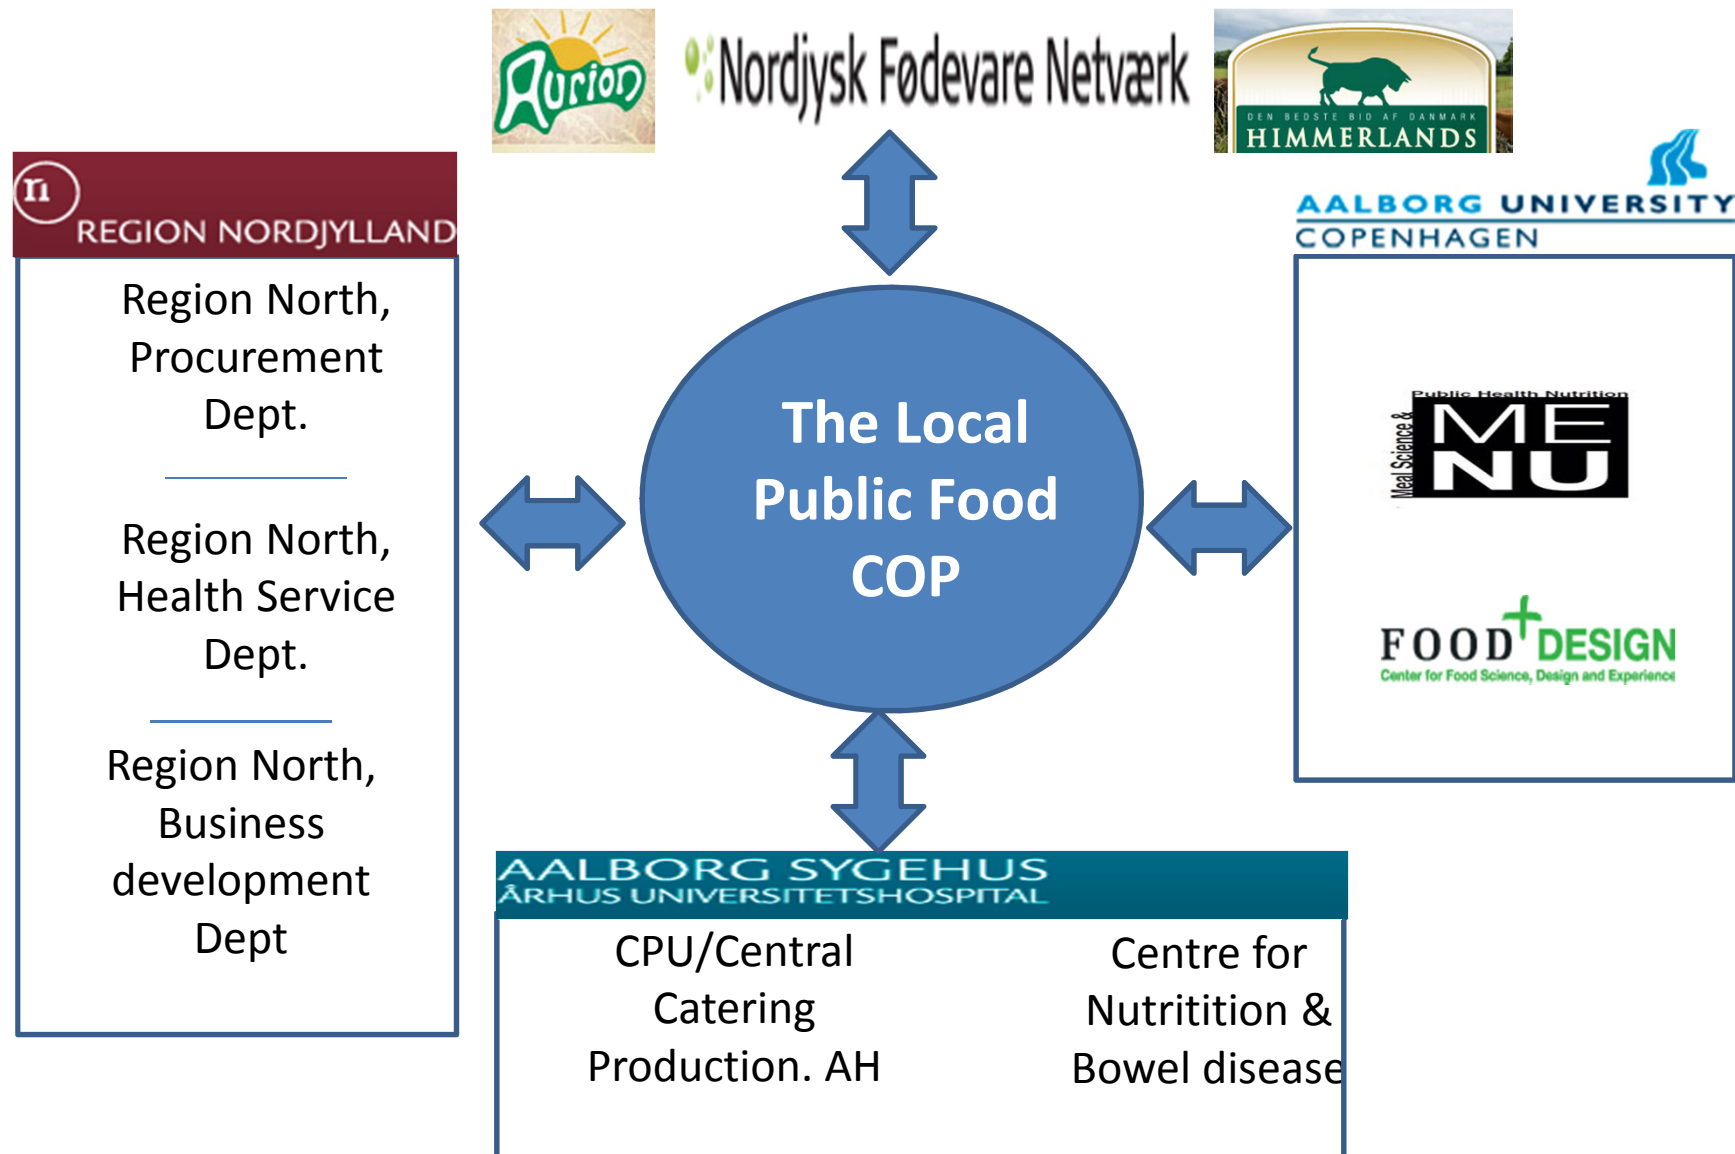 Aurion
Nordjysk Fødevare Netværk
DEN BEDSTE BID AF DANMARK
HIMMERLANDS
n
REGION NORDJYLLAND
Region North,
Procurement
Dept.
Region North,
Health Service
Dept.
Region North,
Business
development
Dept
The Local
Public Food
COP
AALBORG UNIVERSITY
COPENHAGEN
Public Health Nutrition
Meal Science &
ME
NU
FOOD+DESIGN
Center for Food Science, Design and Experience
AALBORG SYGEHUS
ÅRHUS UNIVERSITETSHOSPITAL
CPU/Central
Catering
Production. AH
Centre for
Nutritition &
Bowel disease